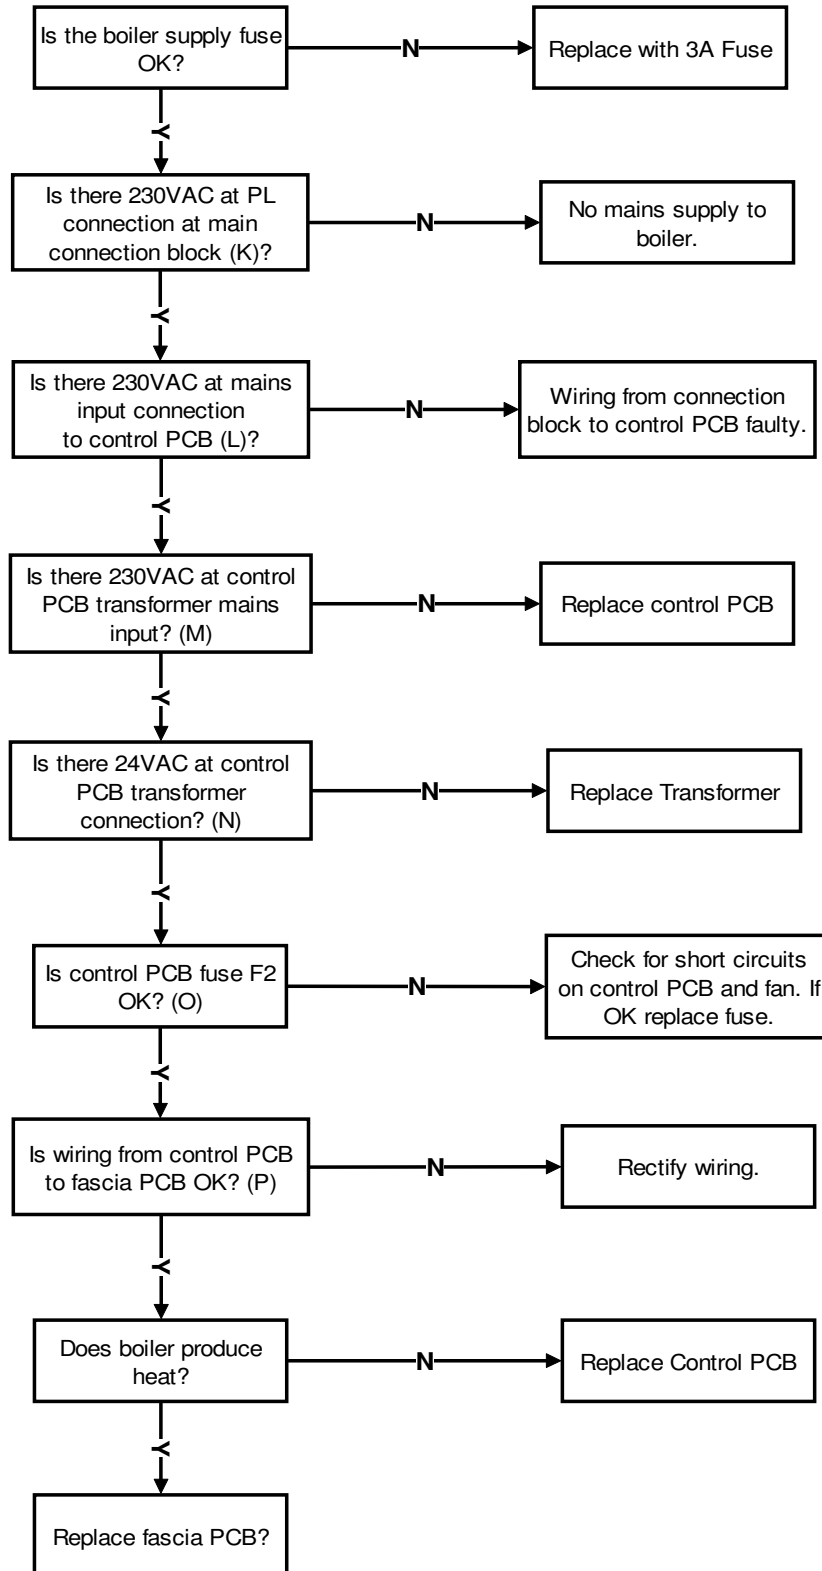 Is the boiler supply fuse
OK?
N
Replace with 3A Fuse
Y
Is there 230VAC at PL
connection at main
connection block (K)?
N
No mains supply to
boiler.
Y
Is there 230VAC at mains
input connection
to control PCB (L)?
N
Wiring from connection
block to control PCB faulty.
Y
Is there 230VAC at control
PCB transformer mains
input? (M)
N
Replace control PCB
Y
Is there 24VAC at control
PCB transformer
connection? (N)
N
Replace Transformer
Y
Is control PCB fuse F2
OK? (O)
N
Check for short circuits
on control PCB and fan. If
OK replace fuse.
Y
Is wiring from control PCB
to fascia PCB OK? (P)
N
Rectify wiring.
Y
Does boiler produce
heat?
N
Replace Control PCB
Y
Replace fascia PCB?